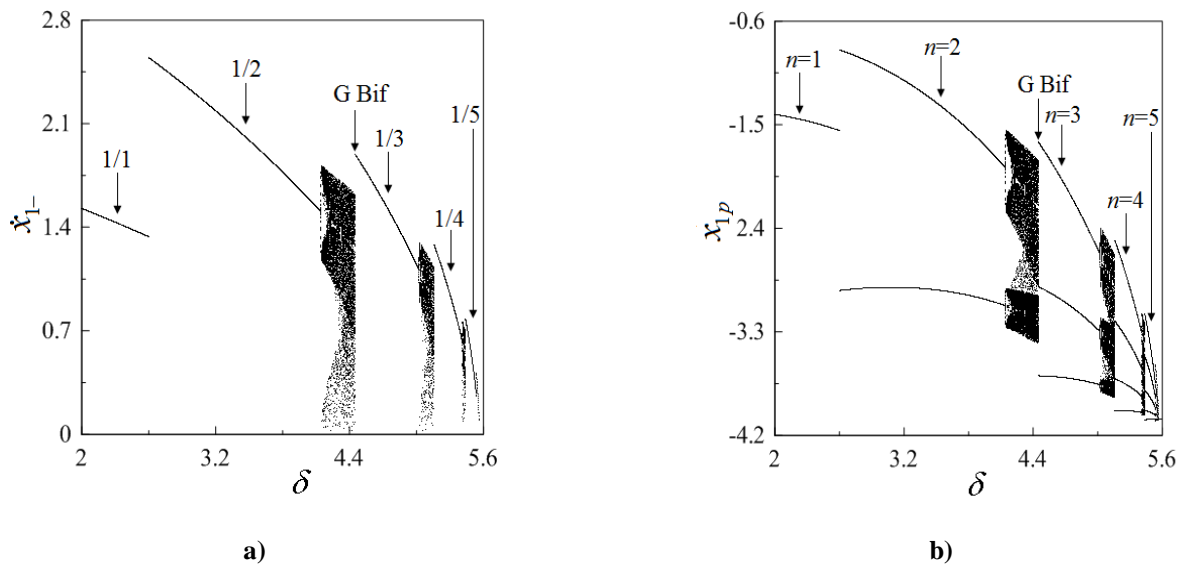 2.8
2.1
1.4
0.7
0
ẋ1−
1/1
1/2
G Bif
1/3
1/4
1/5
2
3.2
4.4
5.6
δ
a)
-0.6
-1.5
-2.4
-3.3
-4.2
x1p
n=1
n=2
G Bif
n=3
n=4
n=5
2
3.2
4.4
5.6
δ
b)